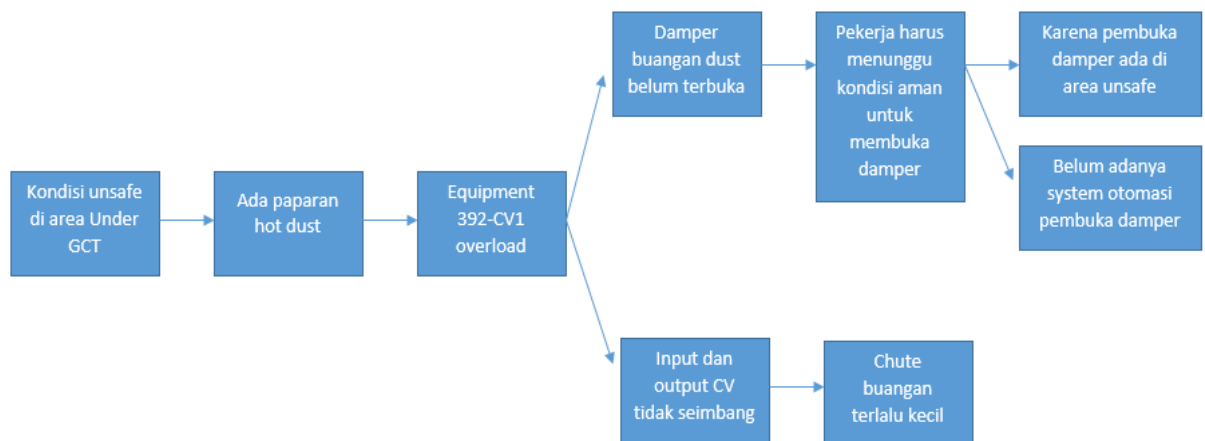 Kondisi unsafe
di area Under
GCT
Ada paparan
hot dust
Equipment
392-CV1
overload
Damper
buangan dust
belum terbuka
Pekerja harus
menunggu
kondisi aman
untuk
membuka
damper
Karena pembuka
damper ada di
area unsafe
Belum adanya
system otomasi
pembuka damper
Input dan
output CV
tidak seimbang
Chute
buangan
terlalu kecil